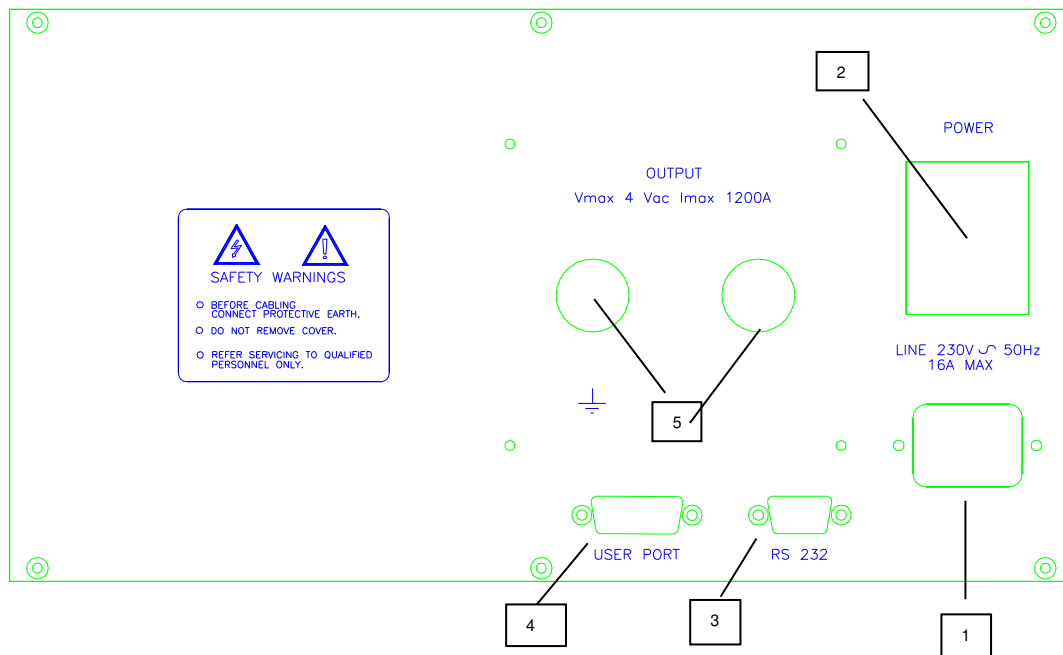 2
POWER
OUTPUT
Vmax 4 Vac Imax 1200A
SAFETY WARNINGS
BEFORE CABLING
CONNECT PROTECTIVE EARTH.
DO NOT REMOVE COVER.
REFER SERVICING TO QUALIFIED
PERSONNEL ONLY.
LINE 230V ∿ 50Hz
16A MAX
5
USER PORT
RS 232
4
3
1